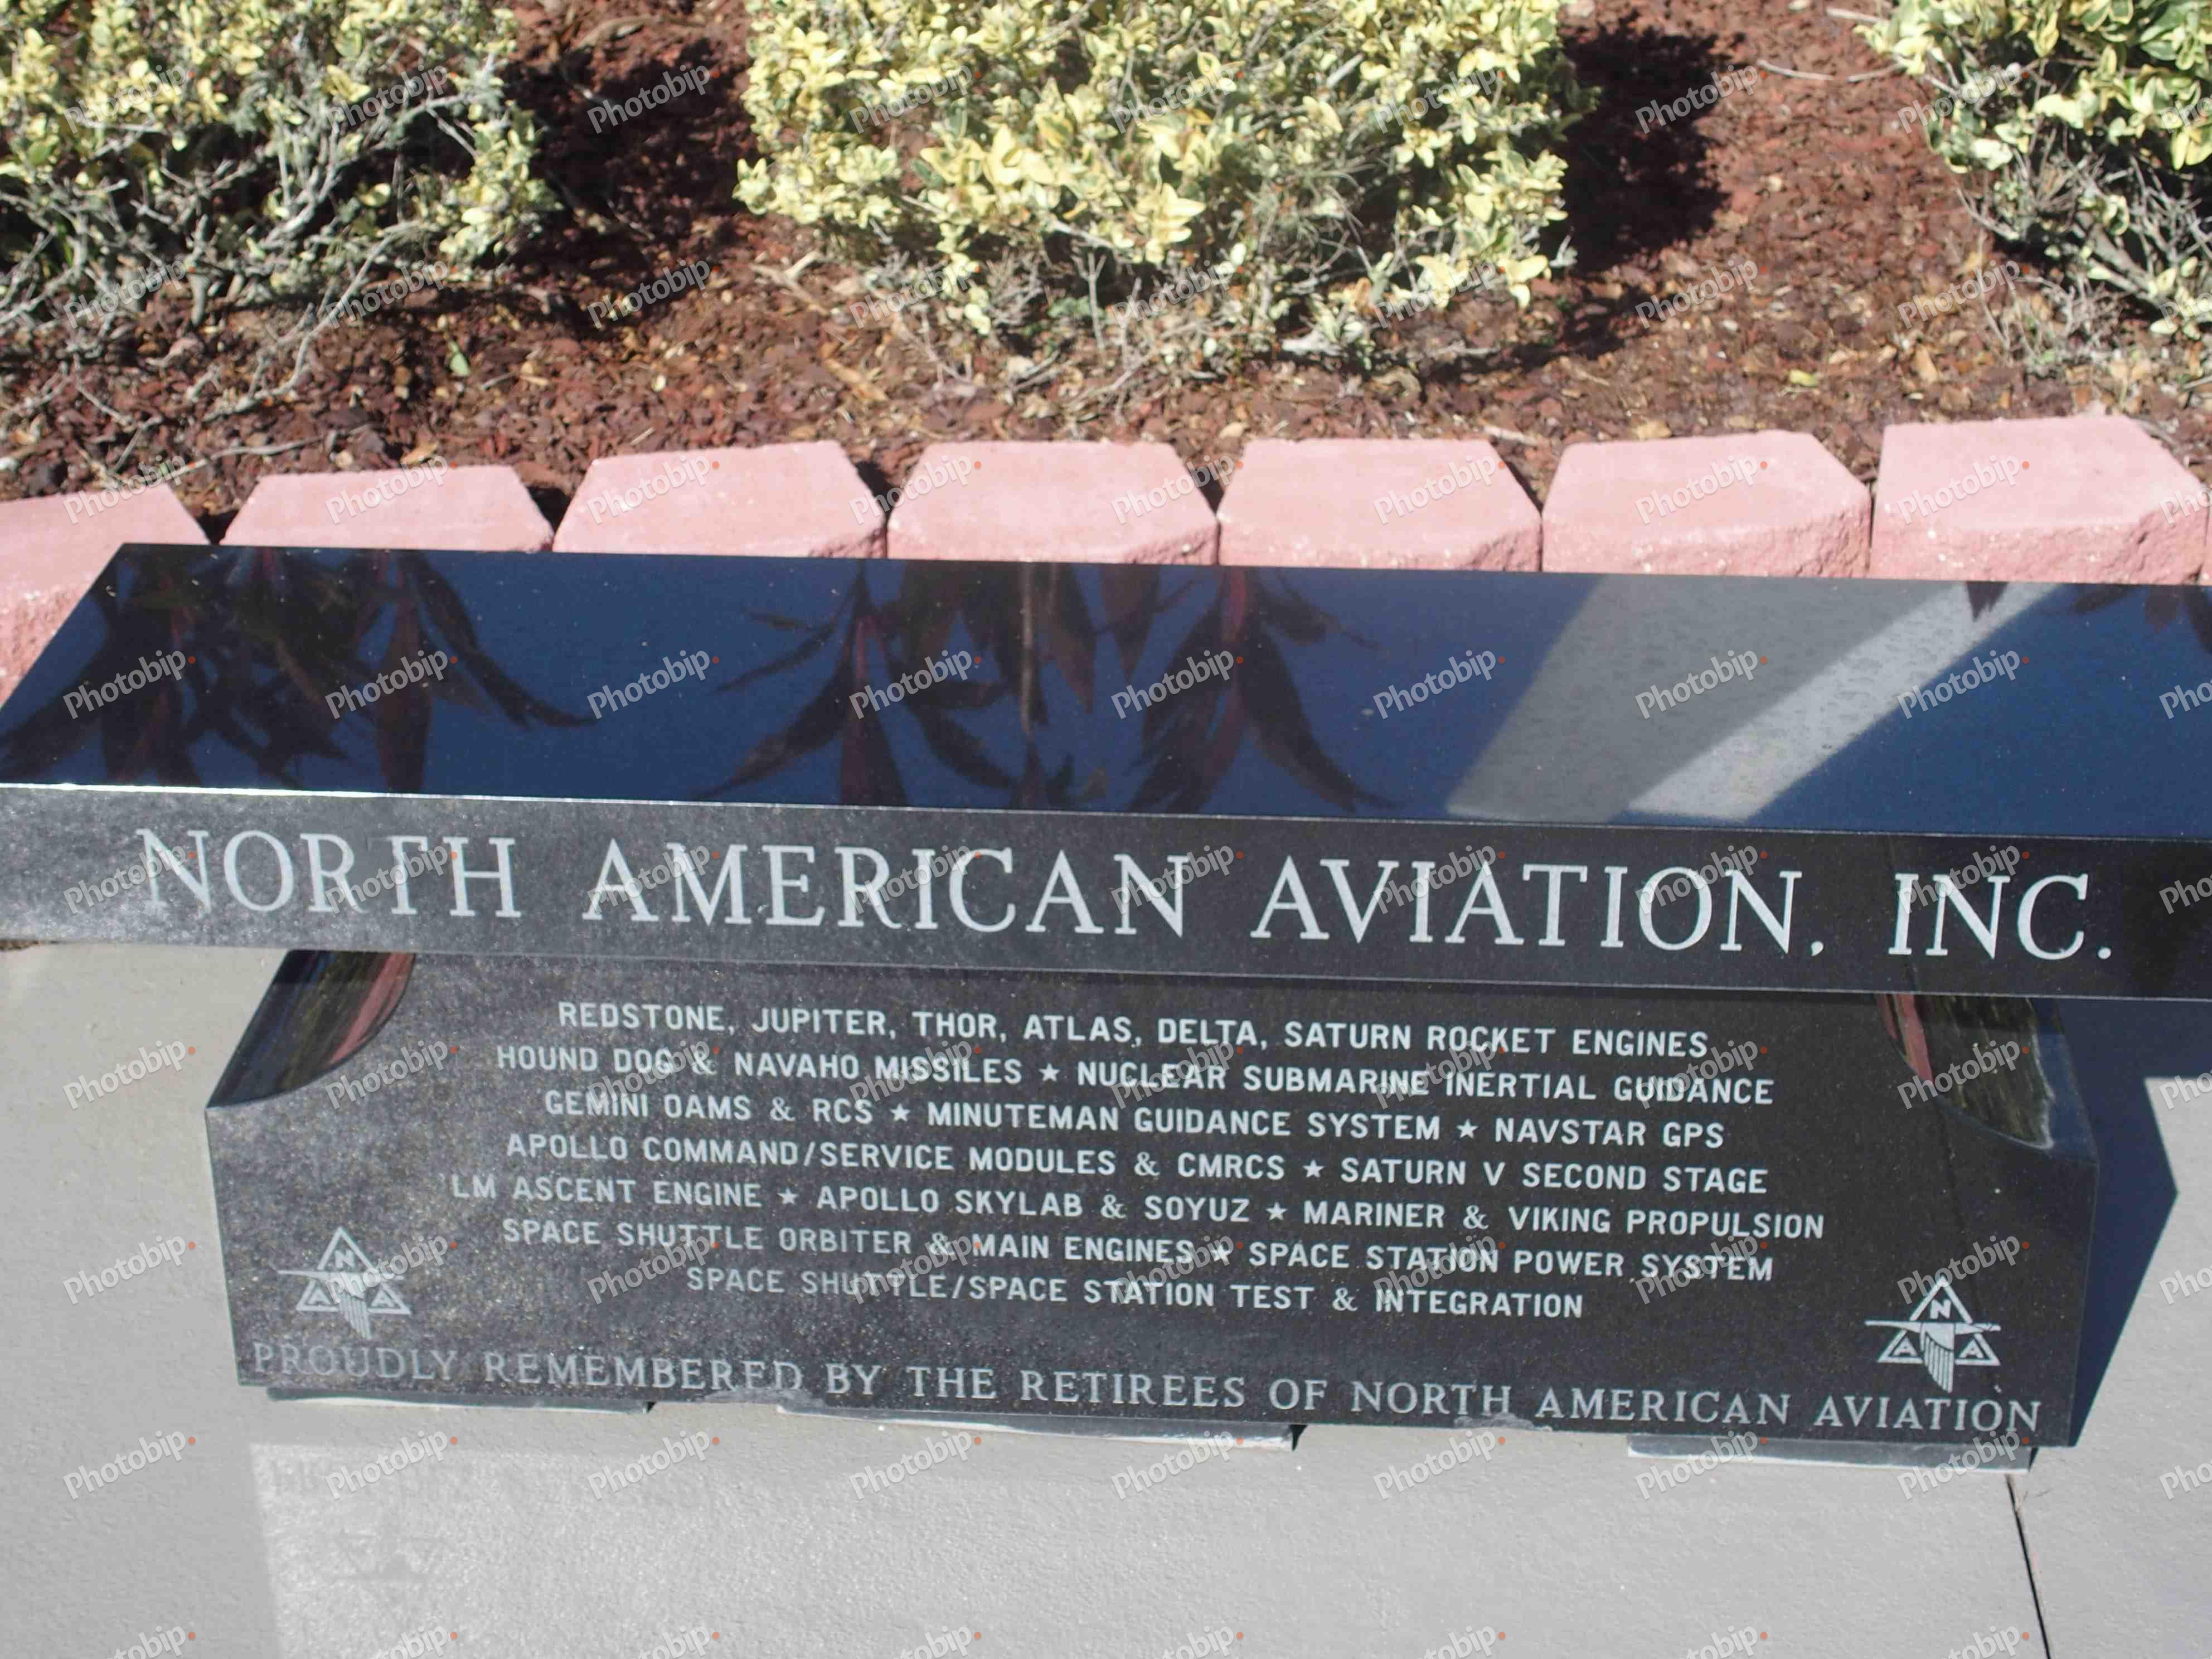 NORTH AMERICAN AVIATION, INC.
REDSTONE, JUPITER, THOR, ATLAS, DELTA, SATURN ROCKET ENGINES
HOUND DOG & NAVAHO MISSILES ★ NUCLEAR SUBMARINE INERTIAL GUIDANCE
GEMINI OAMS & RCS ★ MINUTEMAN GUIDANCE SYSTEM ★ NAVSTAR GPS
APOLLO COMMAND/SERVICE MODULES & CMRCS ★ SATURN V SECOND STAGE
LM ASCENT ENGINE ★ APOLLO SKYLAB & SOYUZ ★ MARINER & VIKING PROPULSION
SPACE SHUTTLE ORBITER & MAIN ENGINES ★ SPACE STATION POWER SYSTEM
SPACE SHUTTLE/SPACE STATION TEST & INTEGRATION
N
A A
N
A A
PROUDLY REMEMBERED BY THE RETIREES OF NORTH AMERICAN AVIATION
Photobip